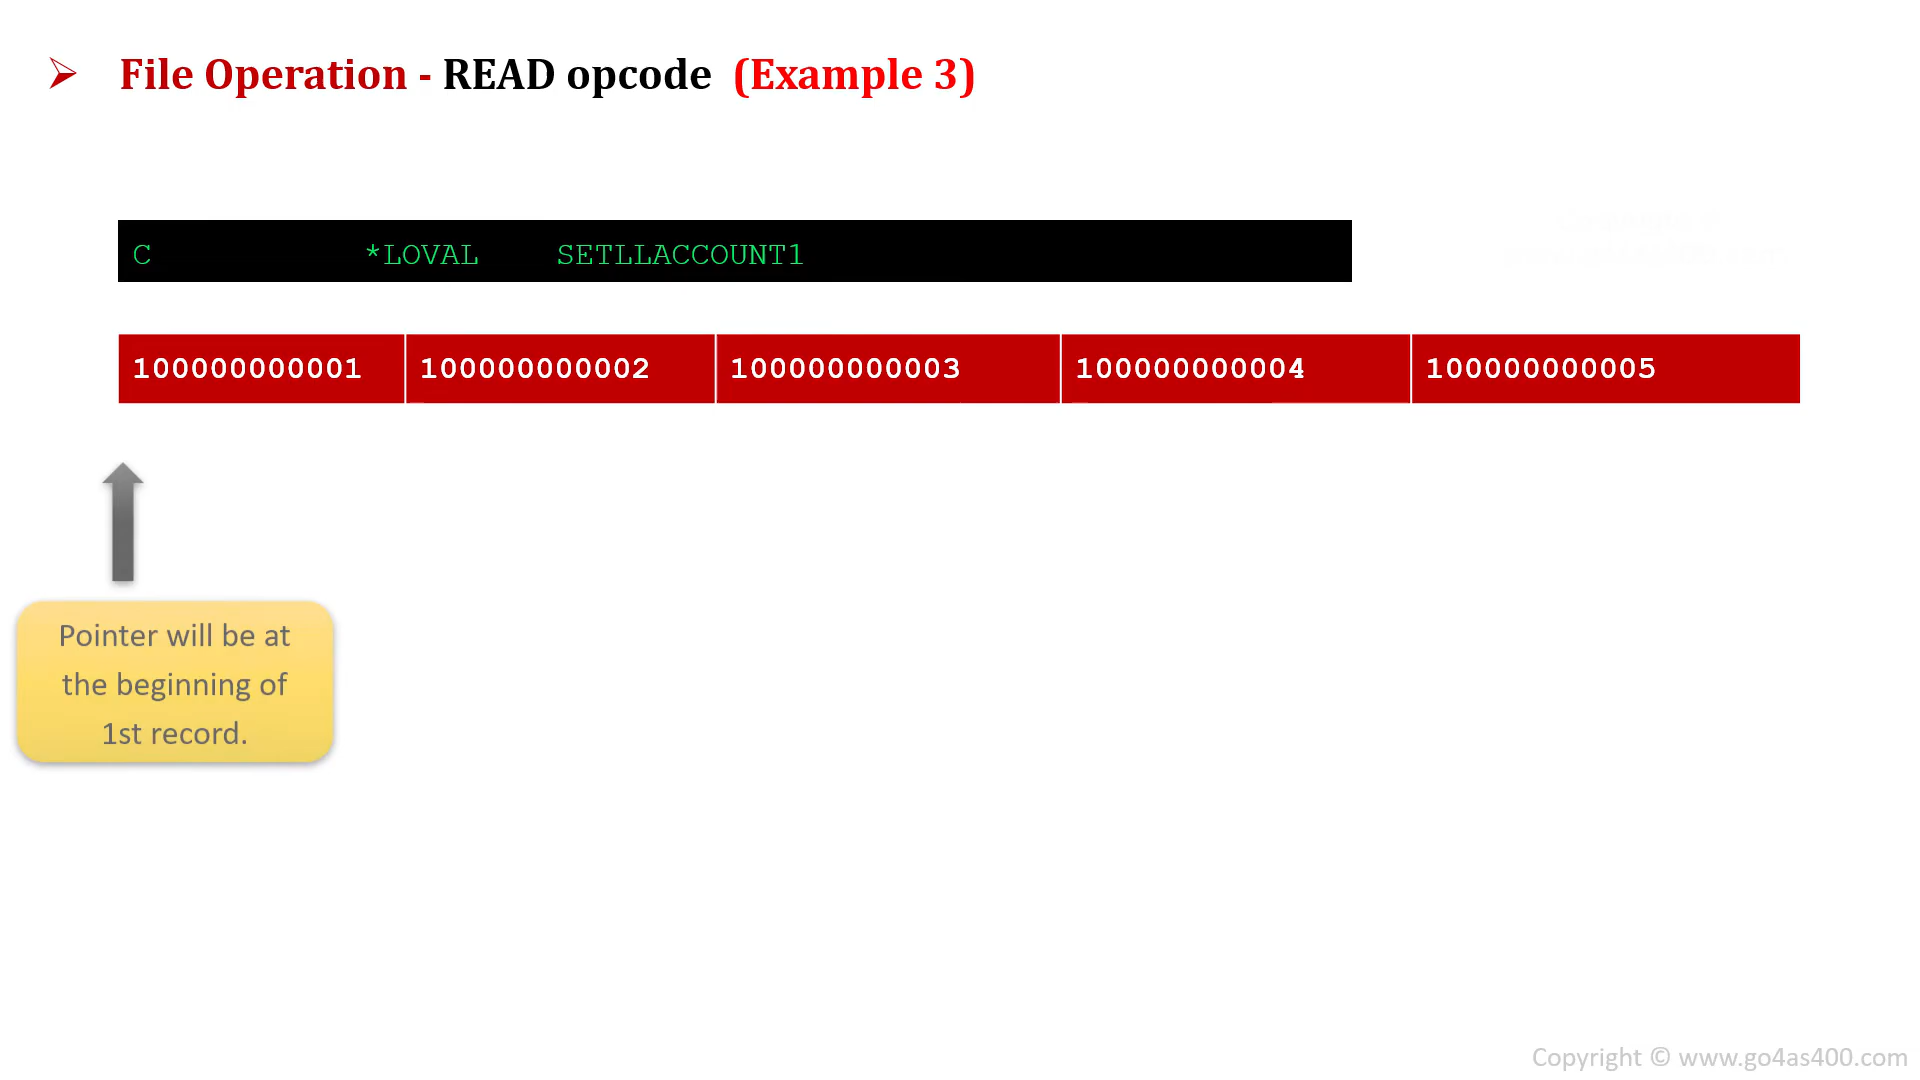 File Operation - READ opcode (Example 3)
C *LOVAL SETLLACCOUNT1
100000000001 100000000002 100000000003 100000000004 100000000005
Pointer will be at
the beginning of
1st record.
Copyright © www.go4as400.com